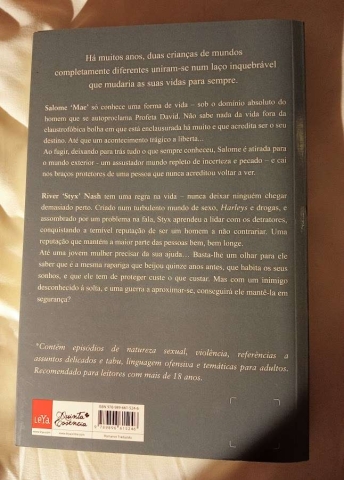 Há muitos anos, duas crianças de mundos
completamente diferentes uniram-se num laço inquebrável
que mudaria as suas vidas para sempre.
Salome ‘Mae’ só conhece uma forma de vida – sob o domínio absoluto do
homem que se autoproclama Profeta David. Não sabe nada da vida fora da
claustrofóbica bolha em que está enclausurada há muito e que acredita ser o seu
destino. Até que um acontecimento trágico a liberta...
Ao fugir, deixando para trás tudo o que sempre conheceu, Salome é atirada para
o mundo exterior – um assustador mundo repleto de incerteza e pecado – e cai
nos braços protetores de uma pessoa que nunca acreditou voltar a ver.
River ‘Styx’ Nash tem uma regra na vida – nunca deixar ninguém chegar
demasiado perto. Criado num turbulento mundo de sexo, Harleys e drogas, e
assombrado por um problema na fala, Styx aprendeu a lidar com os detratores,
conquistando a temível reputação de ser um homem a não contrariar. Uma
reputação que mantém a maior parte das pessoas bem, bem longe.
Até uma jovem mulher precisar da sua ajuda... Basta-lhe um olhar para ele
saber que é a mesma rapariga que beijou quinze anos antes, que habita os seus
sonhos, e que ele tem de proteger custe o que custar. Mas com um inimigo
desconhecido à solta, e uma guerra a aproximar-se, conseguirá ele mantê-la em
segurança?
*Contém episódios de natureza sexual, violência, referências a
assuntos delicados e tabu, linguagem ofensiva e temáticas para adultos.
Recomendado para leitores com mais de 18 anos.
LeYa
Quinta
Essência